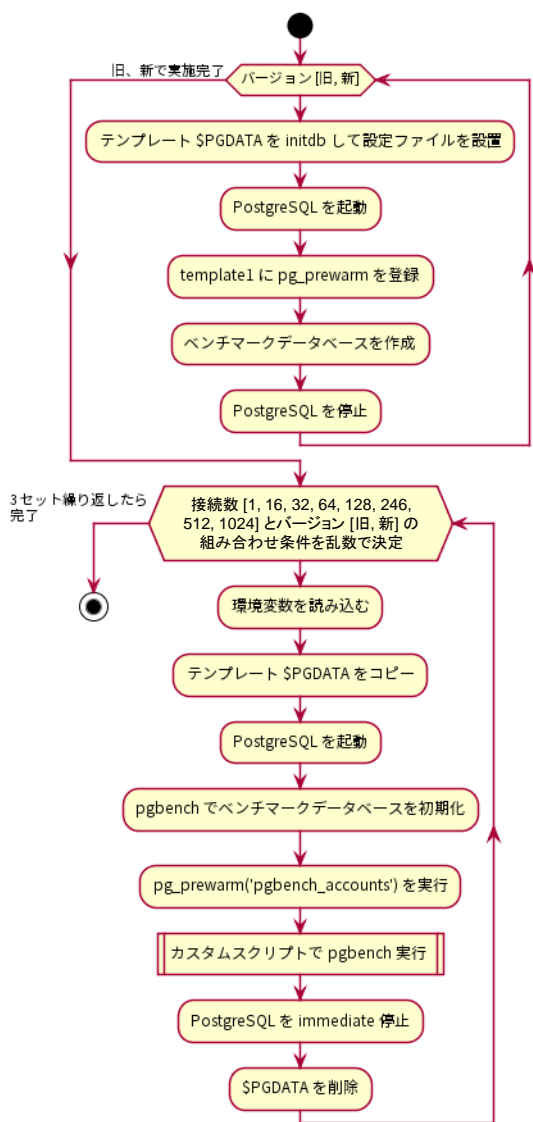 旧、新で実施完了
バージョン [旧, 新]
テンプレート $PGDATA を initdb して設定ファイルを設置
PostgreSQL を起動
template1 に pg_prewarm を登録
ベンチマークデータベースを作成
PostgreSQL を停止
3 セット繰り返したら
完了
接続数 [1, 16, 32, 64, 128, 246,
512, 1024] とバージョン [旧, 新] の
組み合わせ条件を乱数で決定
環境変数を読み込む
テンプレート $PGDATA をコピー
PostgreSQL を起動
pgbench でベンチマークデータベースを初期化
pg_prewarm('pgbench_accounts') を実行
カスタムスクリプトで pgbench 実行
PostgreSQL を immediate 停止
$PGDATA を削除